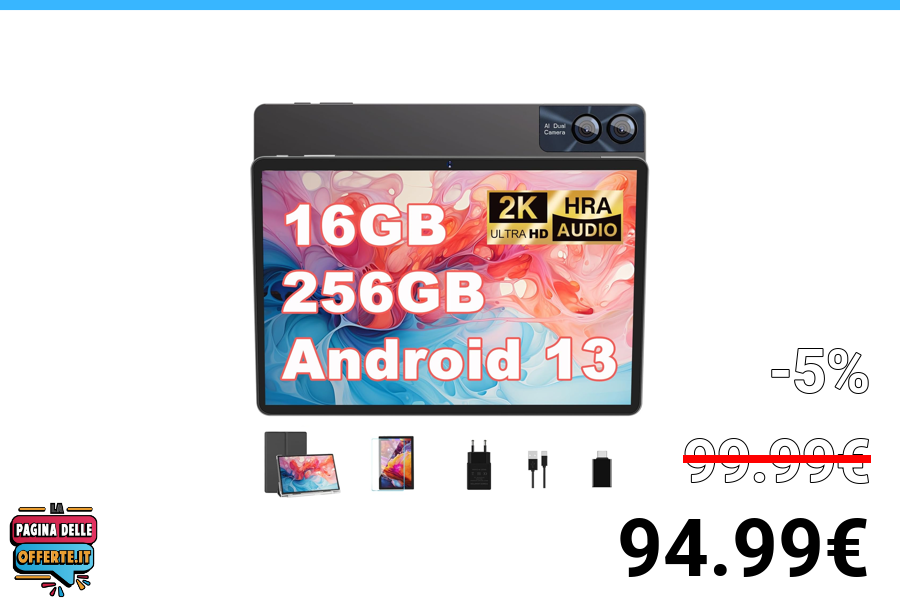 AI Dual
Camera
16GB
256GB
Android 13
2K
ULTRA HD
HRA
AUDIO
-5%
99.99€
94.99€
LA
PAGINA DELLE
OFFERTE.IT